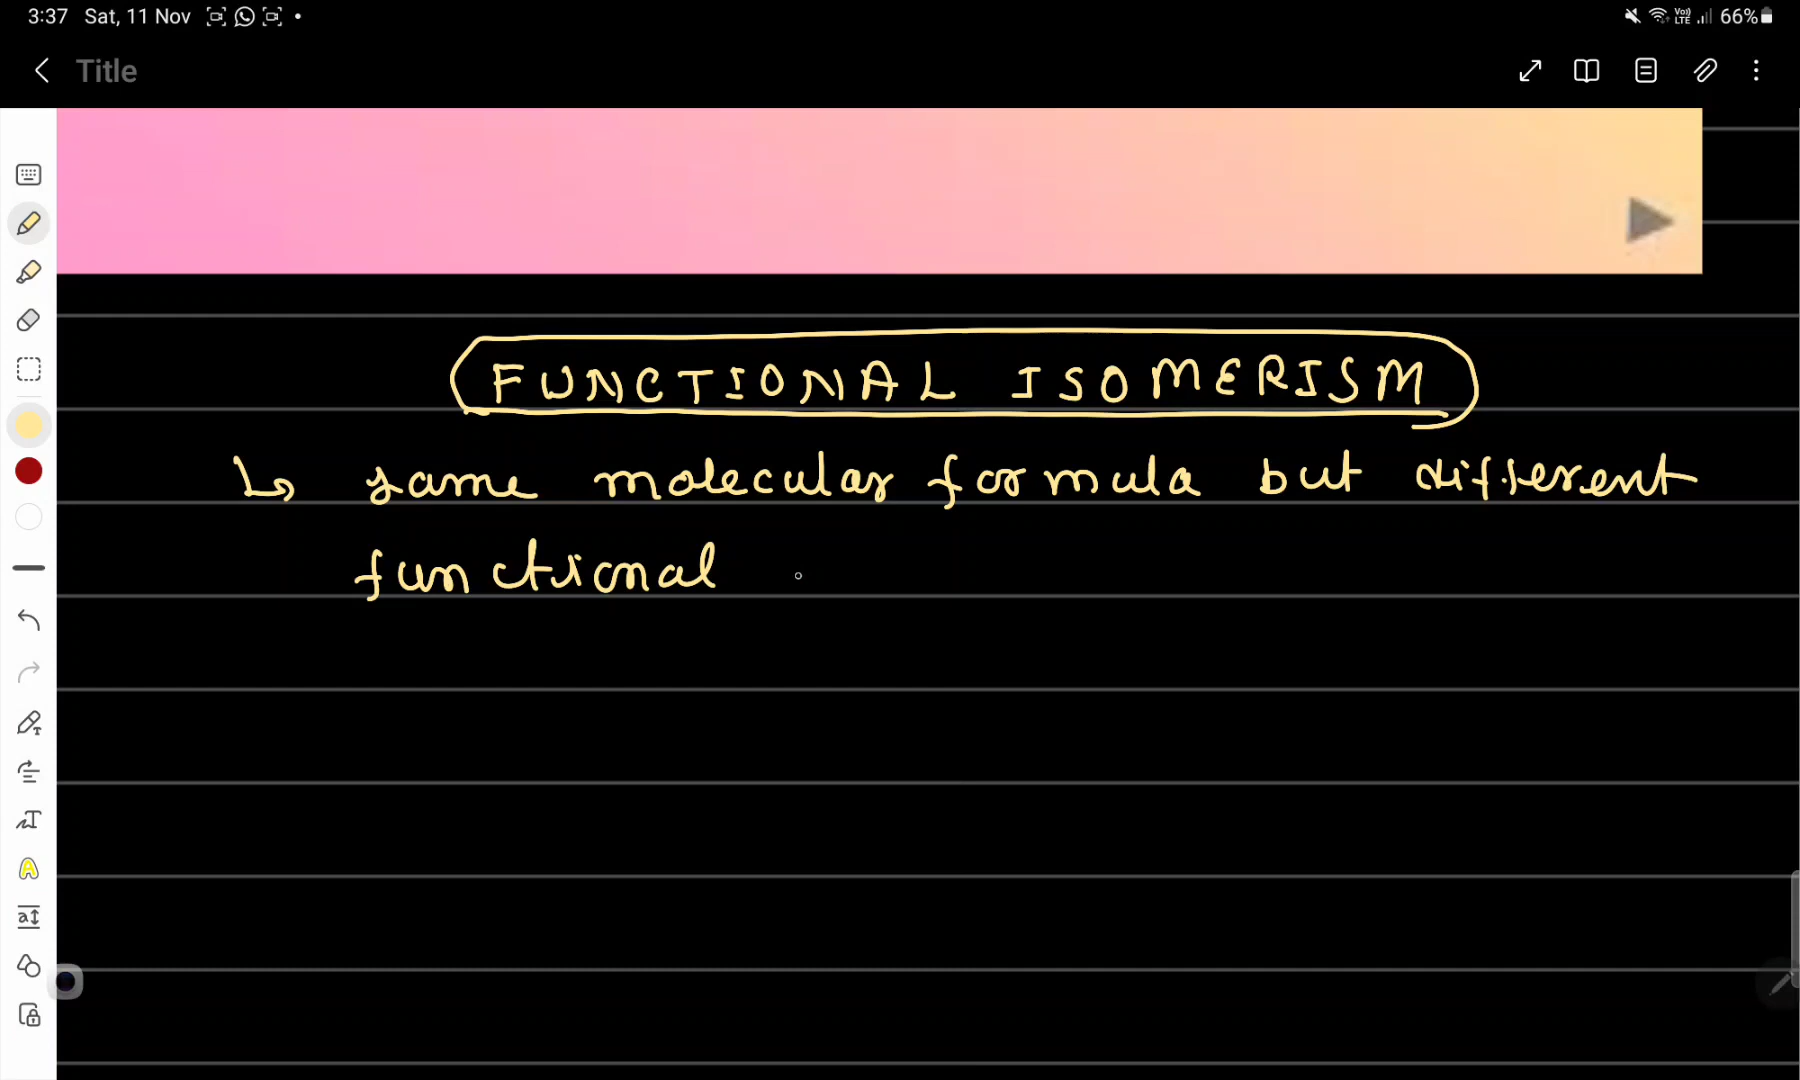 3:37 Sat, 11 Nov 66%
Title
FUNCTIONAL ISOMERISM
same molecular formula but different
functional